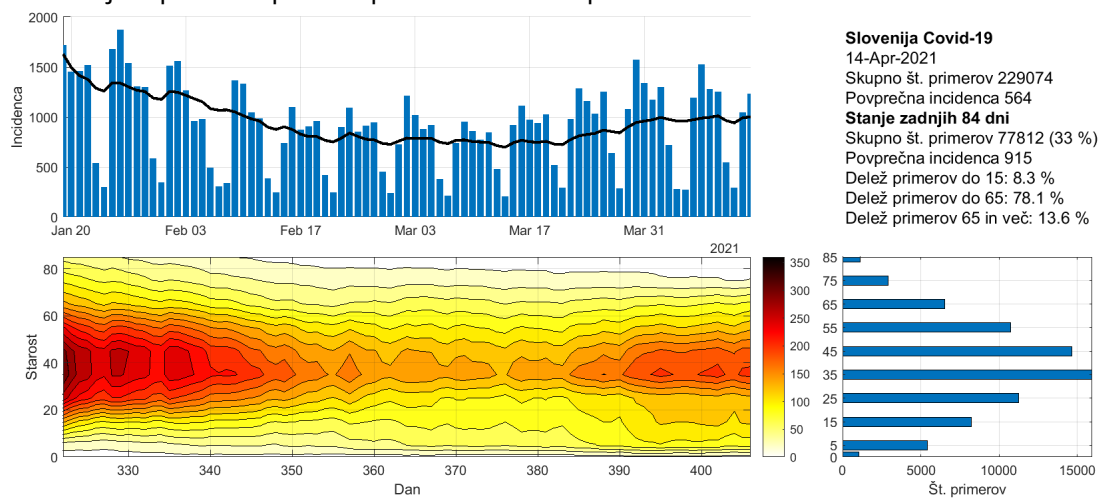 2000
1500
1000
500
0
Incidenca
Jan 20 Feb 03 Feb 17 Mar 03 Mar 17 Mar 31
2021
Slovenija Covid-19
14-Apr-2021
Skupno št. primerov 229074
Povprečna incidenca 564
Stanje zadnjih 84 dni
Skupno št. primerov 77812 (33 %)
Povprečna incidenca 915
Delež primerov do 15: 8.3 %
Delež primerov do 65: 78.1 %
Delež primerov 65 in več: 13.6 %
80
60
40
20
0
Starost
330 340 350 360 370 380 390 400
Dan
350
300
250
200
150
100
50
0
85
75
65
55
45
35
25
15
5
0
0 5000 10000 15000
Št. primerov